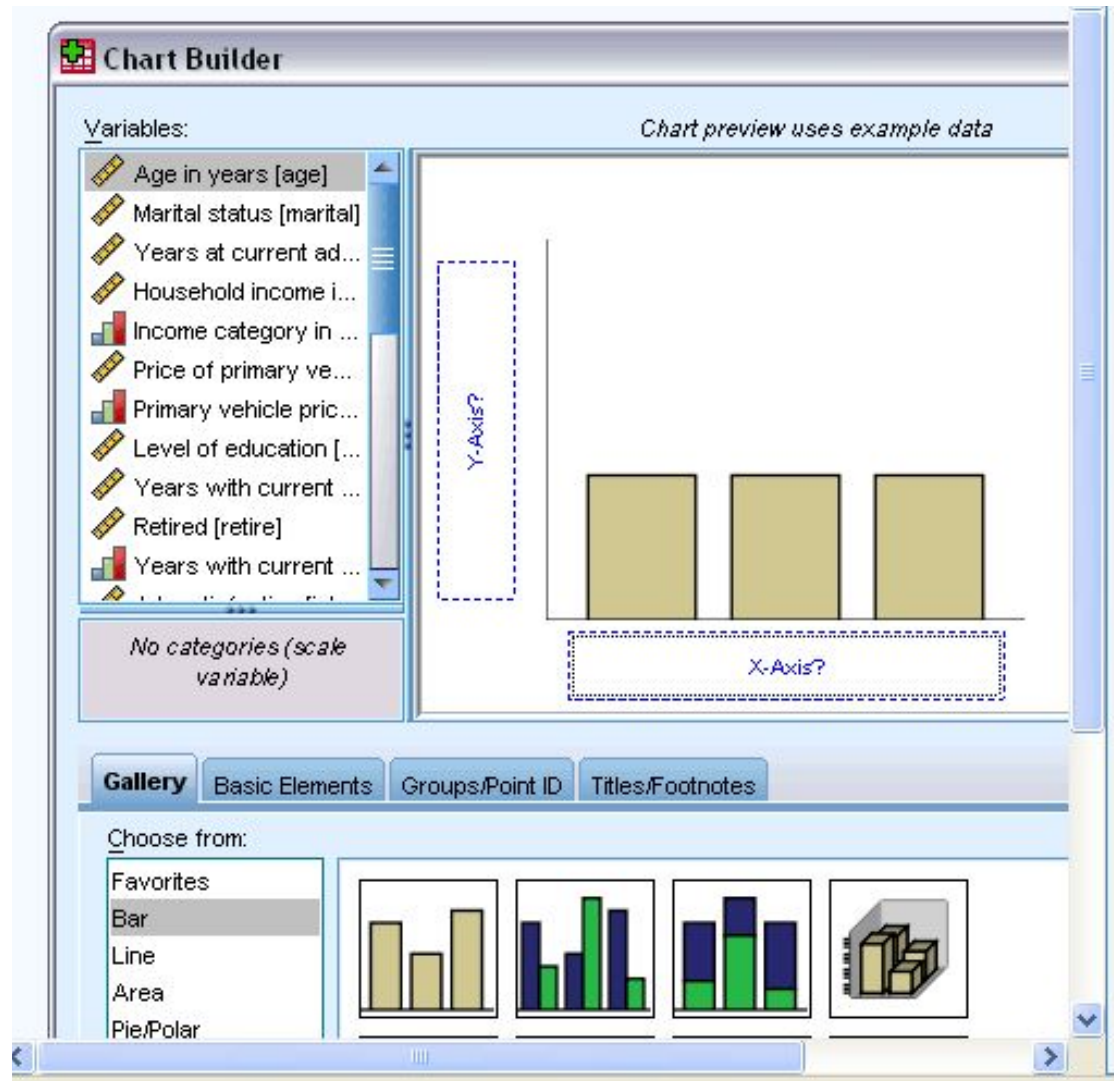 Chart Builder
Variables:
Chart preview uses example data
Age in years [age]
Marital status [marital]
Years at current ad...
Household income i...
Income category in ...
Price of primary ve...
Primary vehicle pric...
Level of education [...
Years with current ...
Retired [retire]
Years with current ...
No categories (scale
variable)
Y-Axis?
X-Axis?
Gallery
Basic Elements
Groups/Point ID
Titles/Footnotes
Choose from:
Favorites
Bar
Line
Area
Pie/Polar